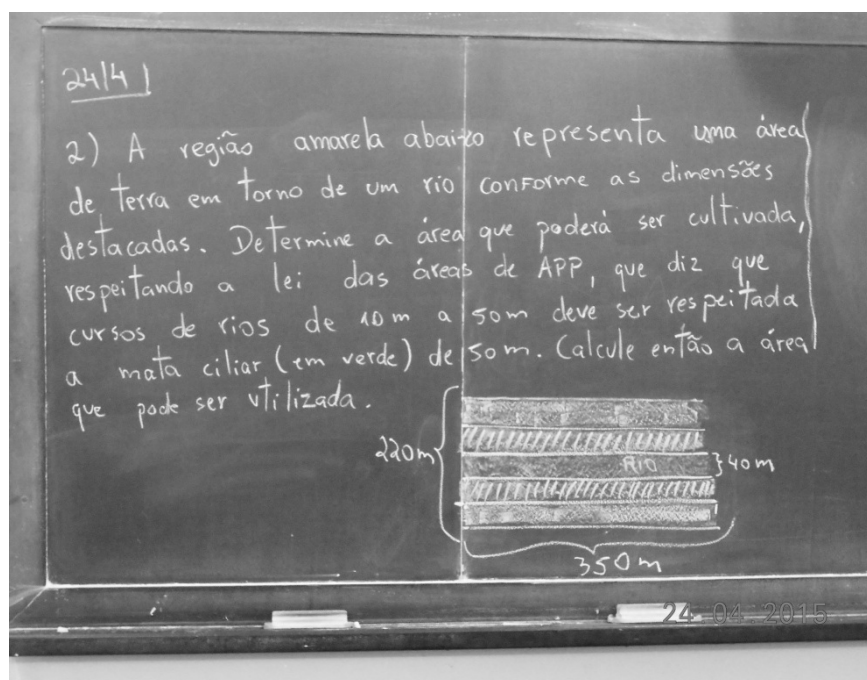 24/4
2) A região amarela abaixo representa uma área
de terra em torno de um rio conforme as dimensões
destacadas. Determine a área que poderá ser cultivada,
respeitando a lei das áreas de APP, que diz que
cursos de rios de 10m a 50m deve ser respeitada
a mata ciliar (em verde) de 50m. Calcule então a área
que pode ser utilizada.
220m
RIO
40m
350m
24 04 2015